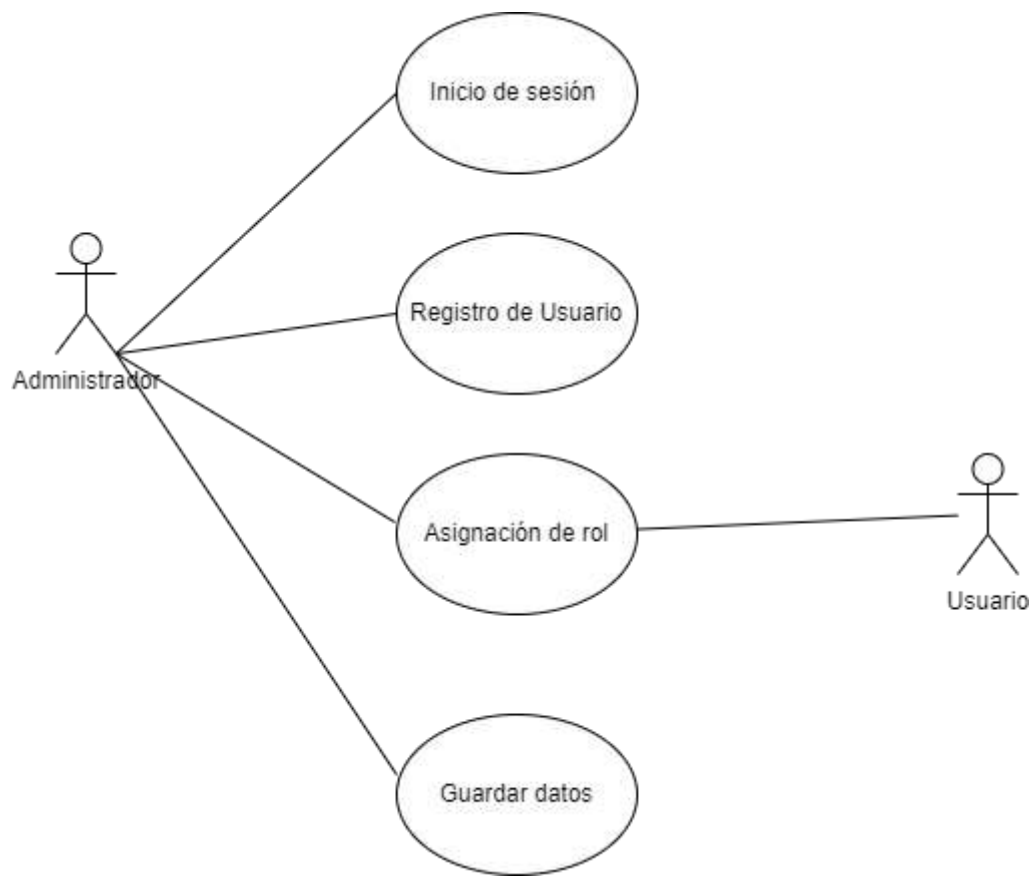 Inicio de sesión
Registro de Usuario
Administrador
Asignación de rol
Usuario
Guardar datos